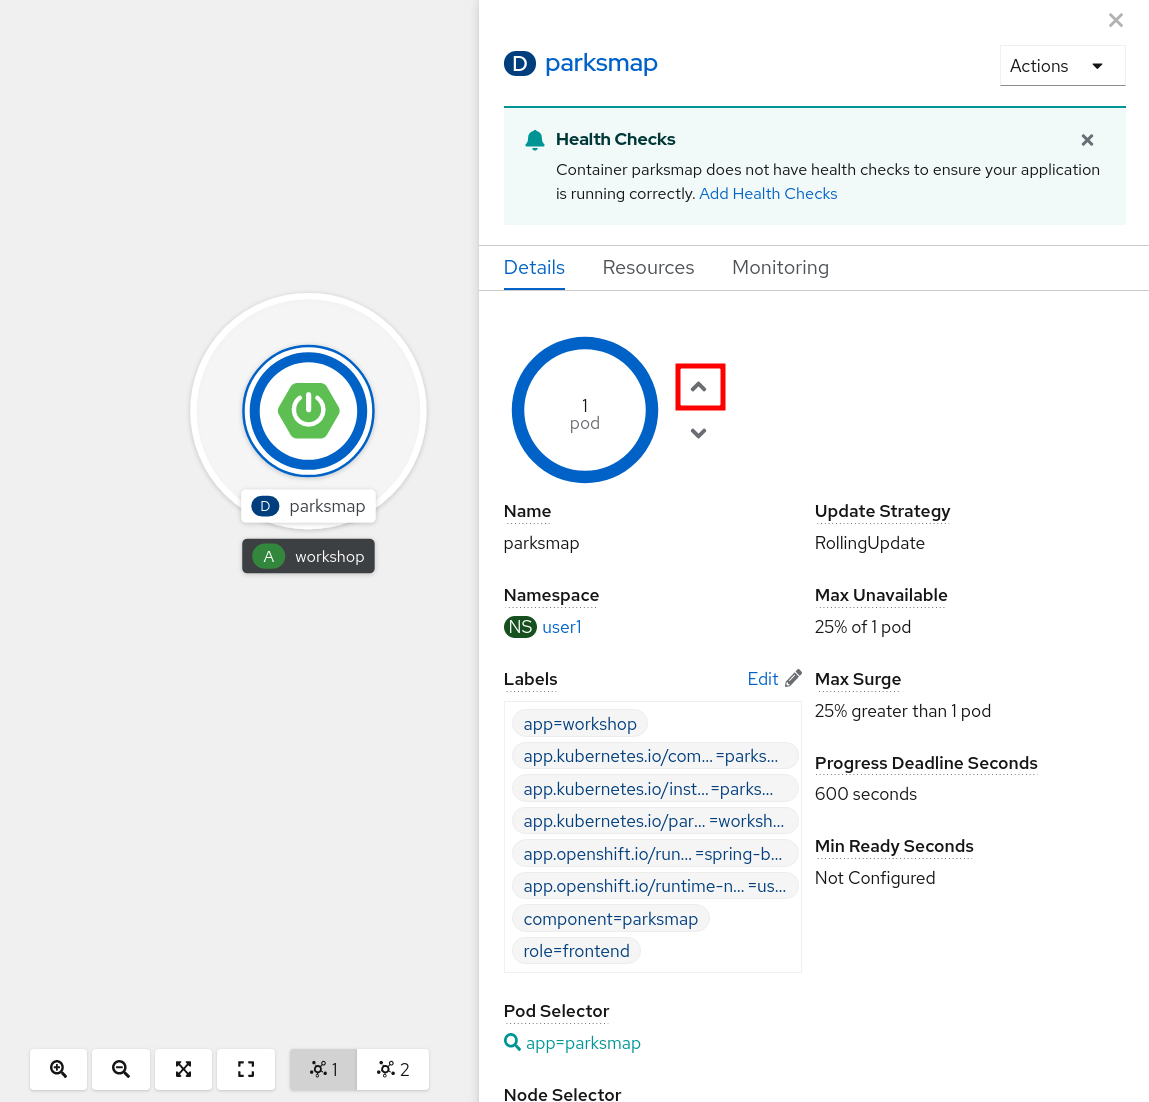 D parksmap
Actions
Health Checks
Container parksmap does not have health checks to ensure your application
is running correctly. Add Health Checks
Details
Resources
Monitoring
1
pod
D parksmap
A workshop
Name
parksmap
Update Strategy
RollingUpdate
Namespace
NS user1
Max Unavailable
25% of 1 pod
Labels
Edit
app=workshop
app.kubernetes.io/com... =parks...
app.kubernetes.io/inst... =parks...
app.kubernetes.io/par... =worksh...
app.openshift.io/run... =spring-b...
app.openshift.io/runtime-n... =us...
component=parksmap
role=frontend
Max Surge
25% greater than 1 pod
Progress Deadline Seconds
600 seconds
Min Ready Seconds
Not Configured
Pod Selector
app=parksmap
Node Selector
1
2